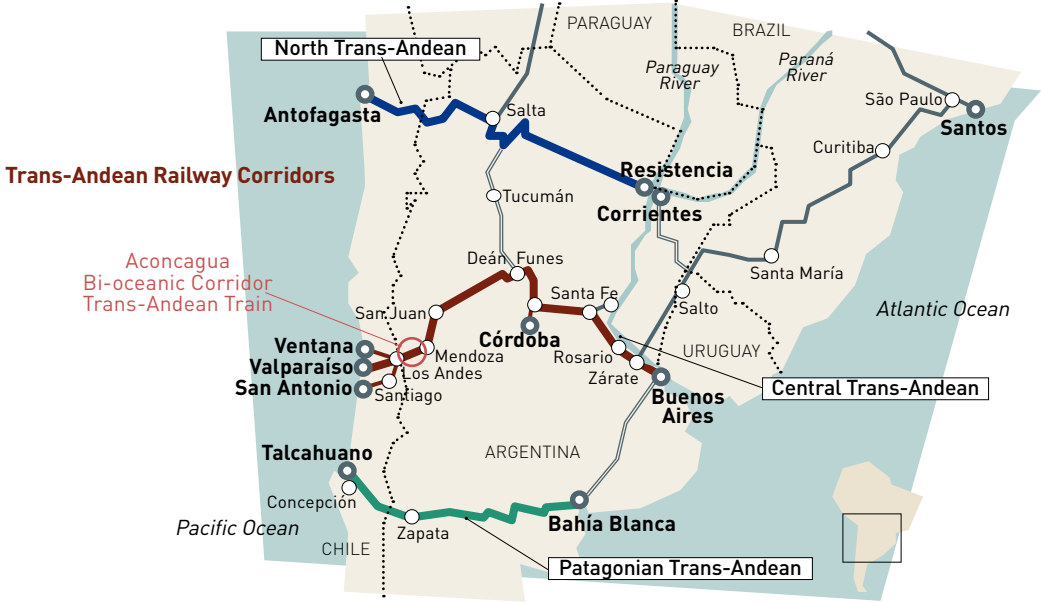 PARAGUAY
BRAZIL
North Trans-Andean
Paraguay
River
Paraná
River
Antofagasta
Salta
São Paulo
Santos
Curitiba
Trans-Andean Railway Corridors
Resistencia
Corrientes
Tucumán
Aconcagua
Bi-oceanic Corridor
Trans-Andean Train
Deán Funes
Santa María
San Juan
Santa Fe
Salto
Atlantic Ocean
Córdoba
Ventana
Valparaíso
San Antonio
Mendoza
Los Andes
Santiago
Rosario
Zárate
URUGUAY
Central Trans-Andean
Buenos
Aires
Talcahuano
ARGENTINA
Concepción
Pacific Ocean
Zapata
Bahía Blanca
CHILE
Patagonian Trans-Andean